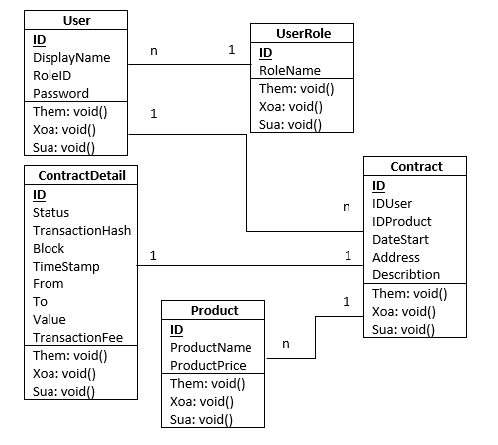 User
ID
DisplayName
RoleID
Password
Them: void()
Xoa: void()
Sua: void()
n
1
UserRole
ID
RoleName
Them: void()
Xoa: void()
Sua: void()
1
n
ContractDetail
ID
Status
TransactionHash
Block
TimeStamp
From
To
Value
TransactionFee
Them: void()
Xoa: void()
Sua: void()
1
1
Contract
ID
IDUser
IDProduct
DateStart
Address
Describtion
Them: void()
Xoa: void()
Sua: void()
1
n
Product
ID
ProductName
ProductPrice
Them: void()
Xoa: void()
Sua: void()